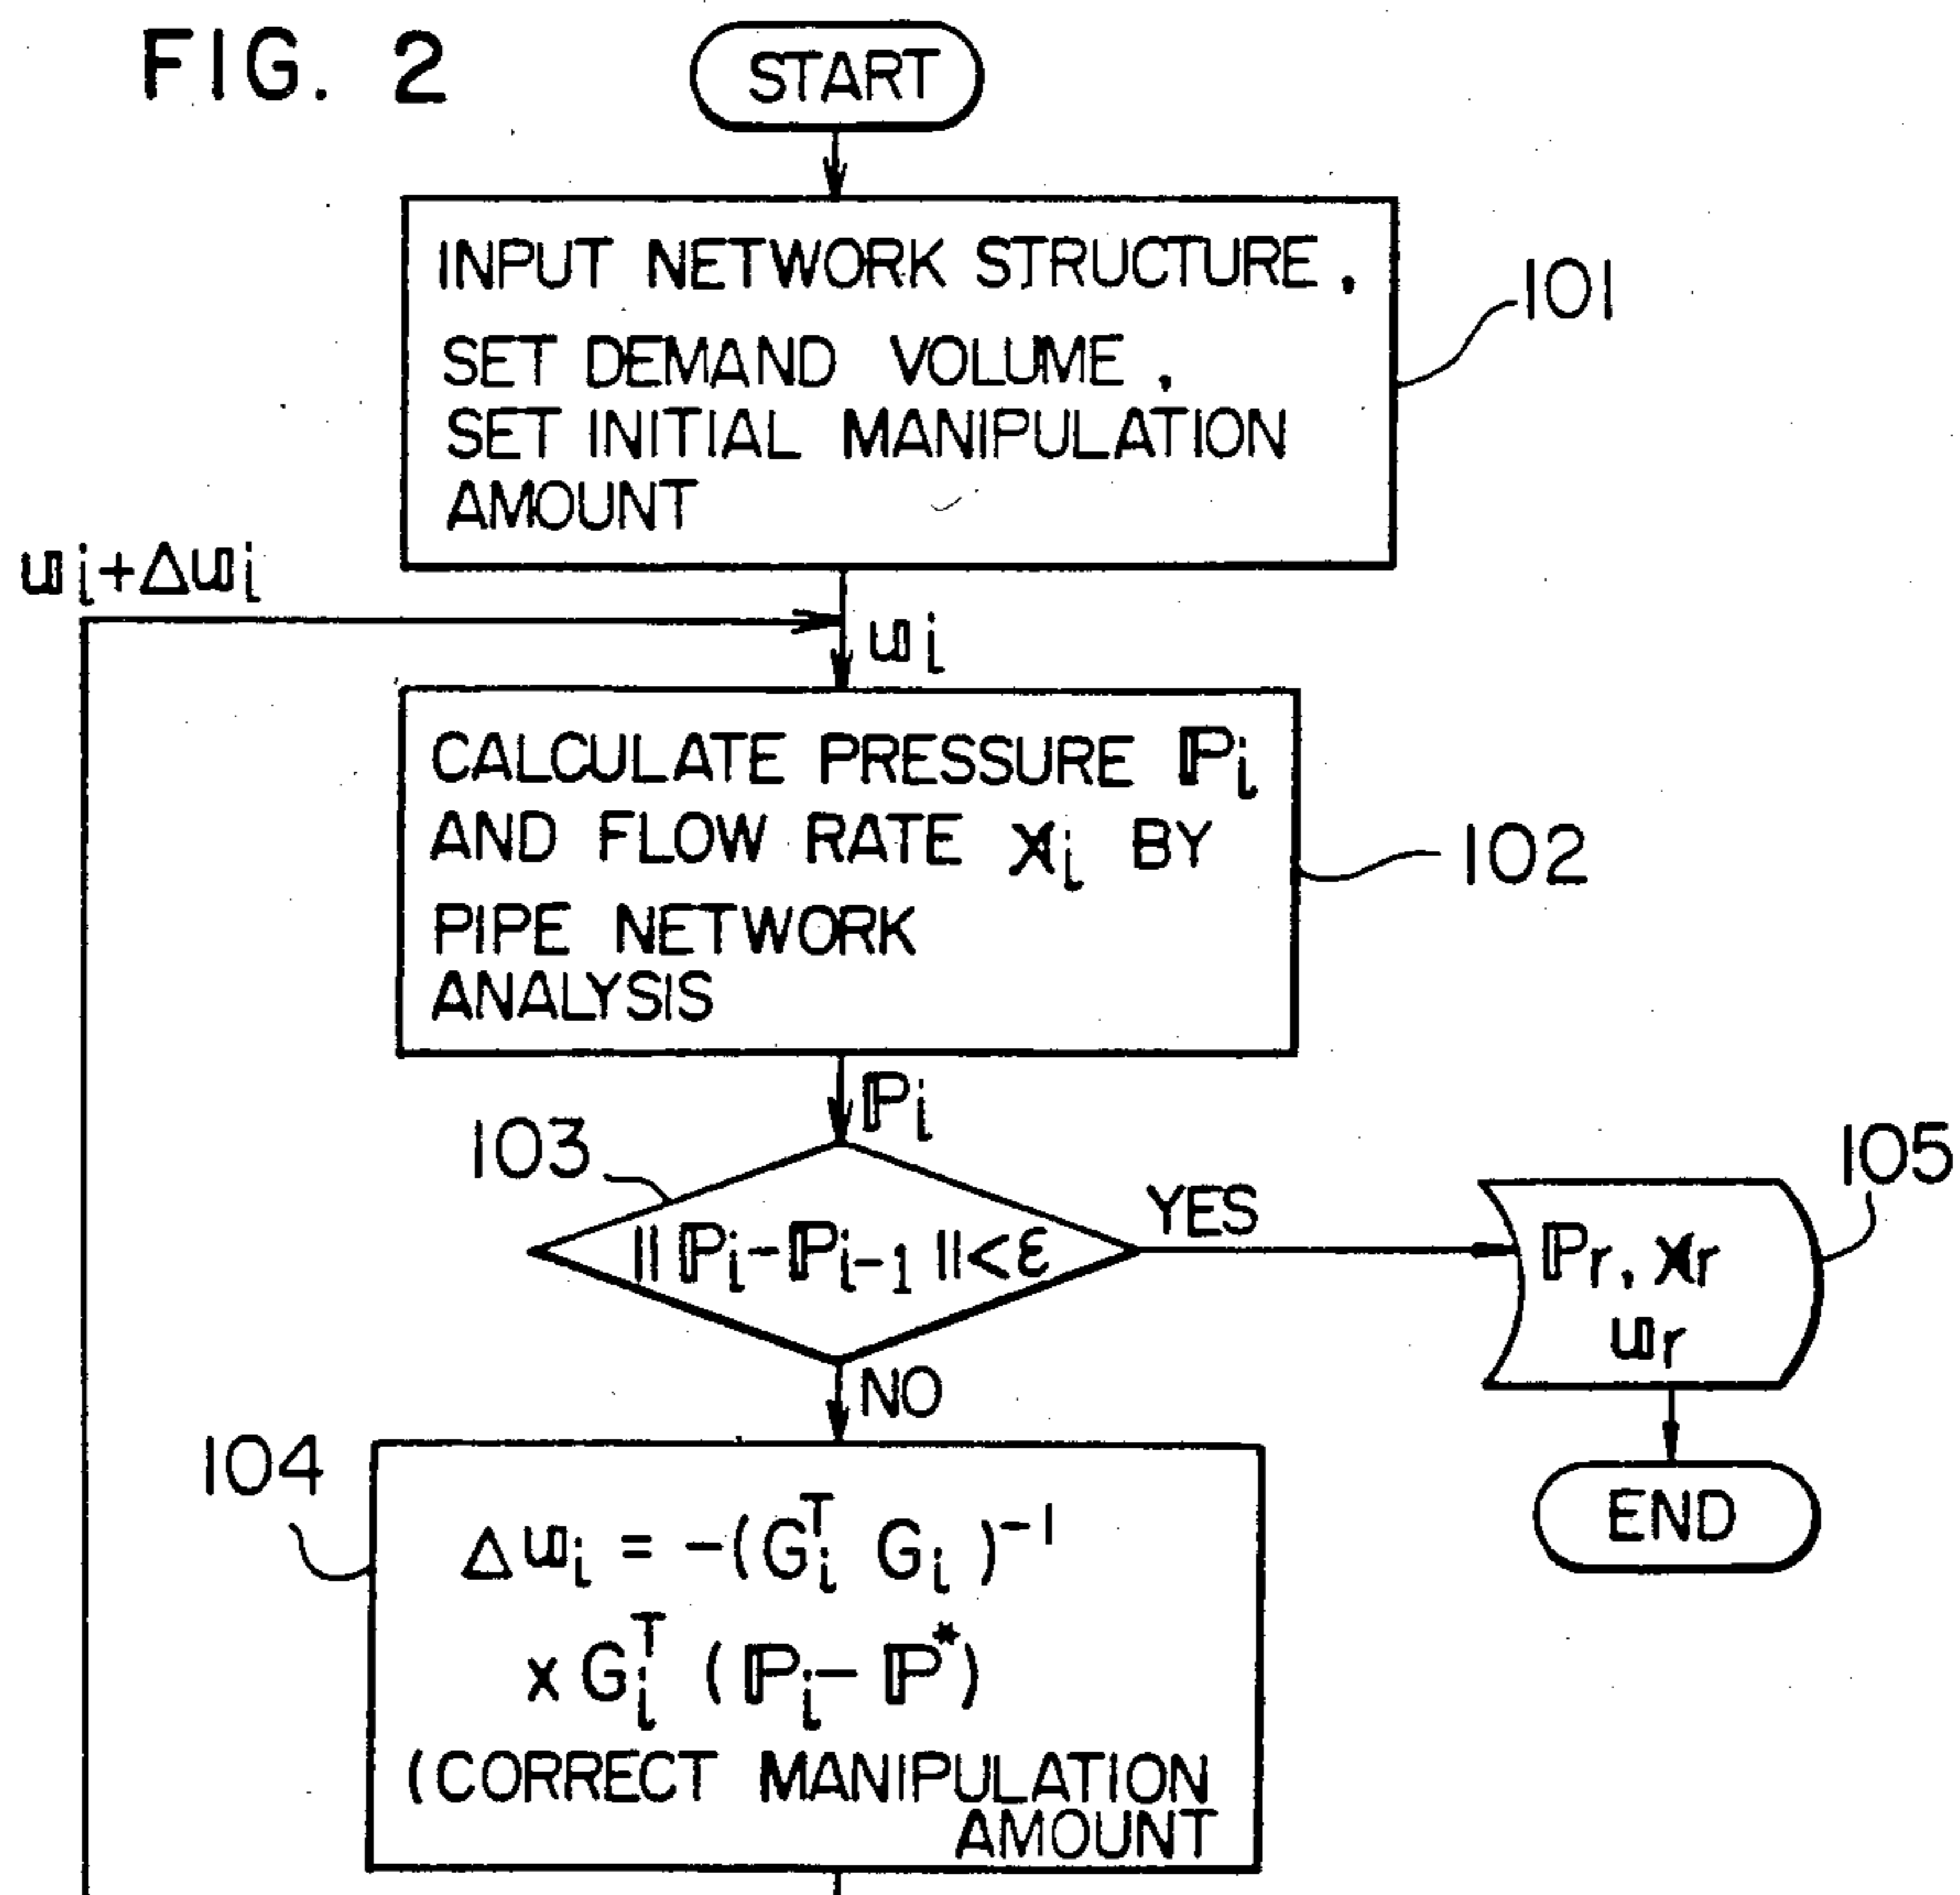 FIG. 2
START
INPUT NETWORK STRUCTURE.
SET DEMAND VOLUME.
SET INITIAL MANIPULATION
AMOUNT
101
𝕦i+Δ𝕦i
𝕦i
CALCULATE PRESSURE ℙi
AND FLOW RATE 𝕩i BY
PIPE NETWORK
ANALYSIS
102
ℙi
103
|| ℙi-ℙi-1 ||<ε
YES
105
ℙr, 𝕩r
𝕦r
NO
END
104
Δ𝕦i = -(Gi^T Gi )^-1
x Gi^T (ℙi- ℙ*)
(CORRECT MANIPULATION
AMOUNT